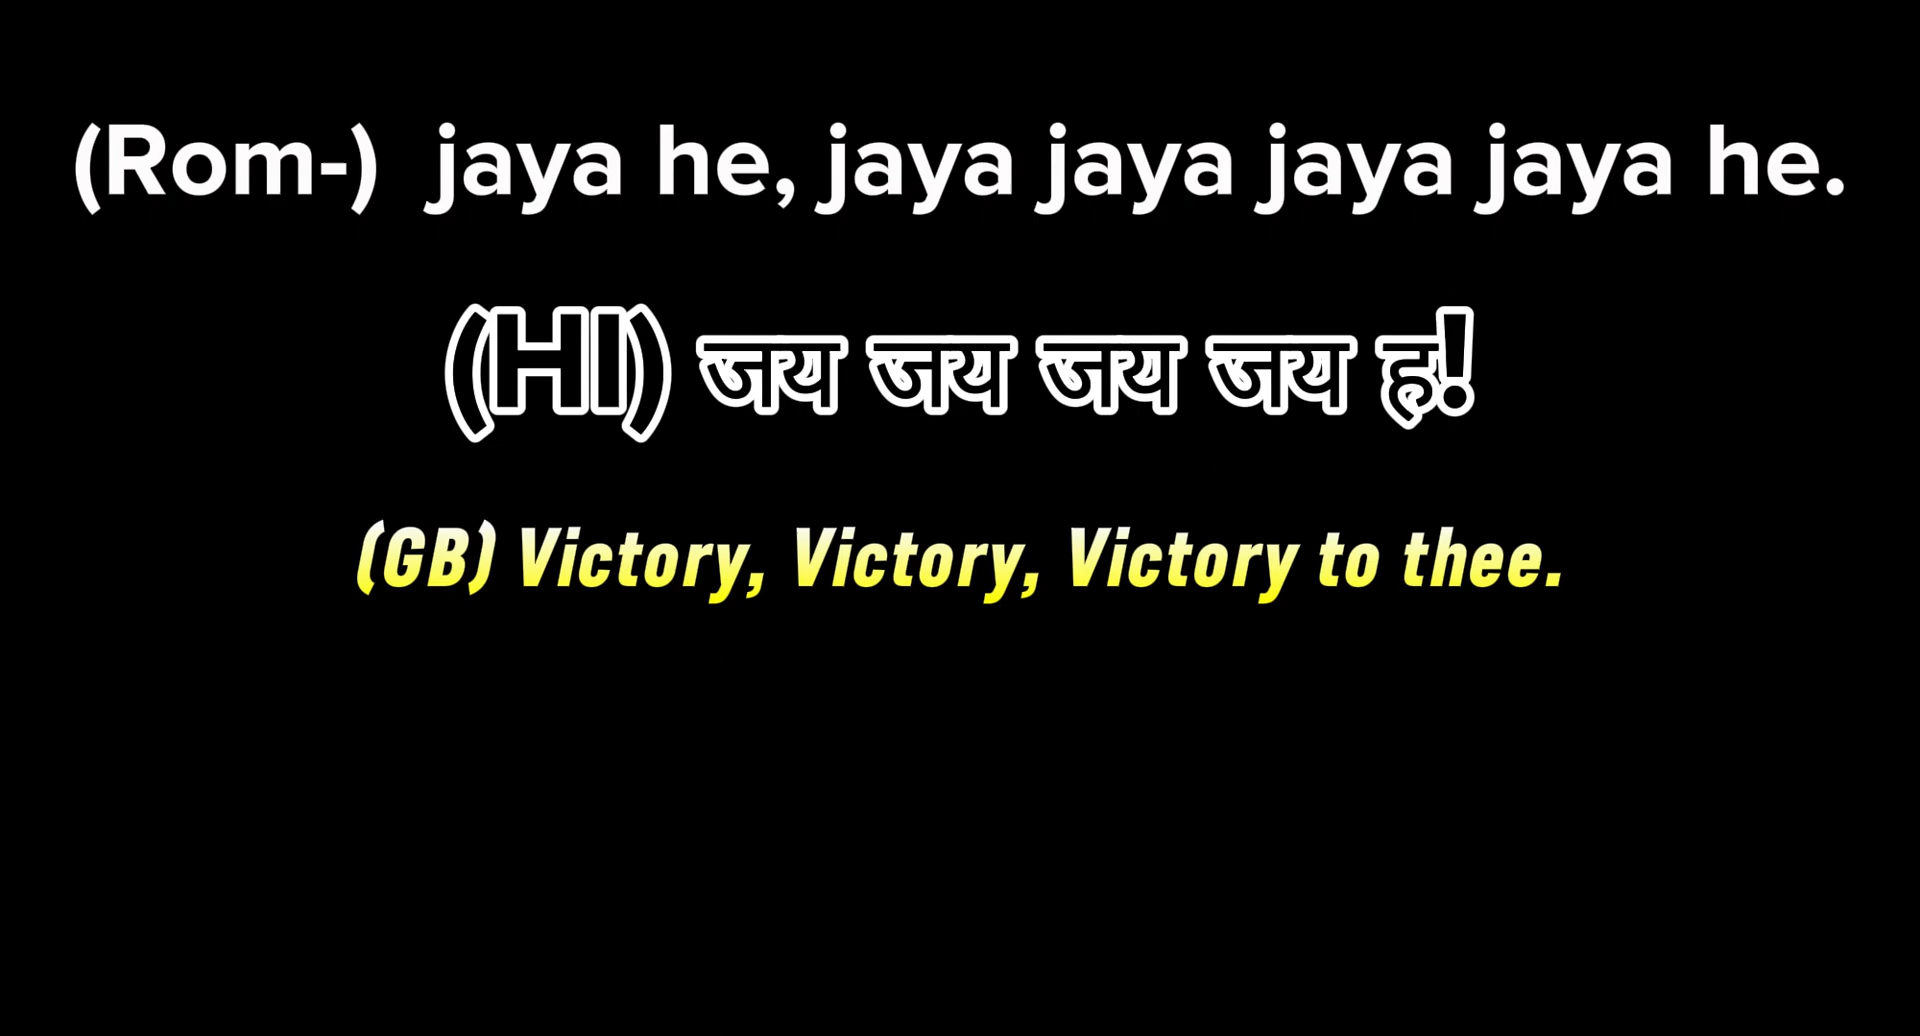 (Rom-) jaya he, jaya jaya jaya jaya he.
(HI) जय जय जय जय ह!
(GB) Victory, Victory, Victory to thee.